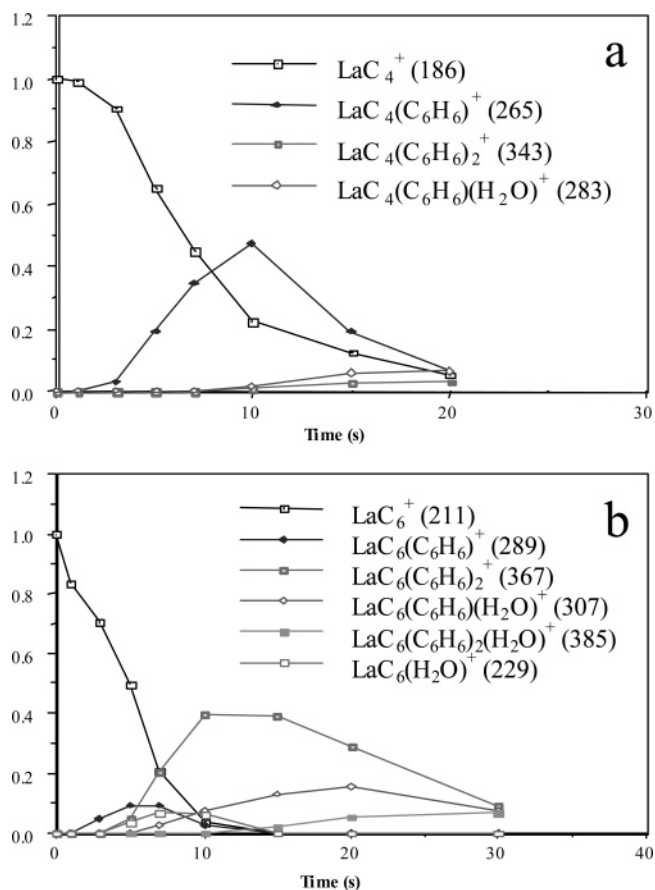 1.2
a
1.0
LaC₄⁺ (186)
LaC₄(C₆H₆)⁺ (265)
0.8
LaC₄(C₆H₆)₂⁺ (343)
LaC₄(C₆H₆)(H₂O)⁺ (283)
0.6
0.4
0.2
0.0
0 10 20 30
Time (s)
1.2
b
LaC₆⁺ (211)
1.0
LaC₆(C₆H₆)⁺ (289)
LaC₆(C₆H₆)₂⁺ (367)
0.8
LaC₆(C₆H₆)(H₂O)⁺ (307)
LaC₆(C₆H₆)₂(H₂O)⁺ (385)
0.6
LaC₆(H₂O)⁺ (229)
0.4
0.2
0.0
0 10 20 30 40
Time (s)